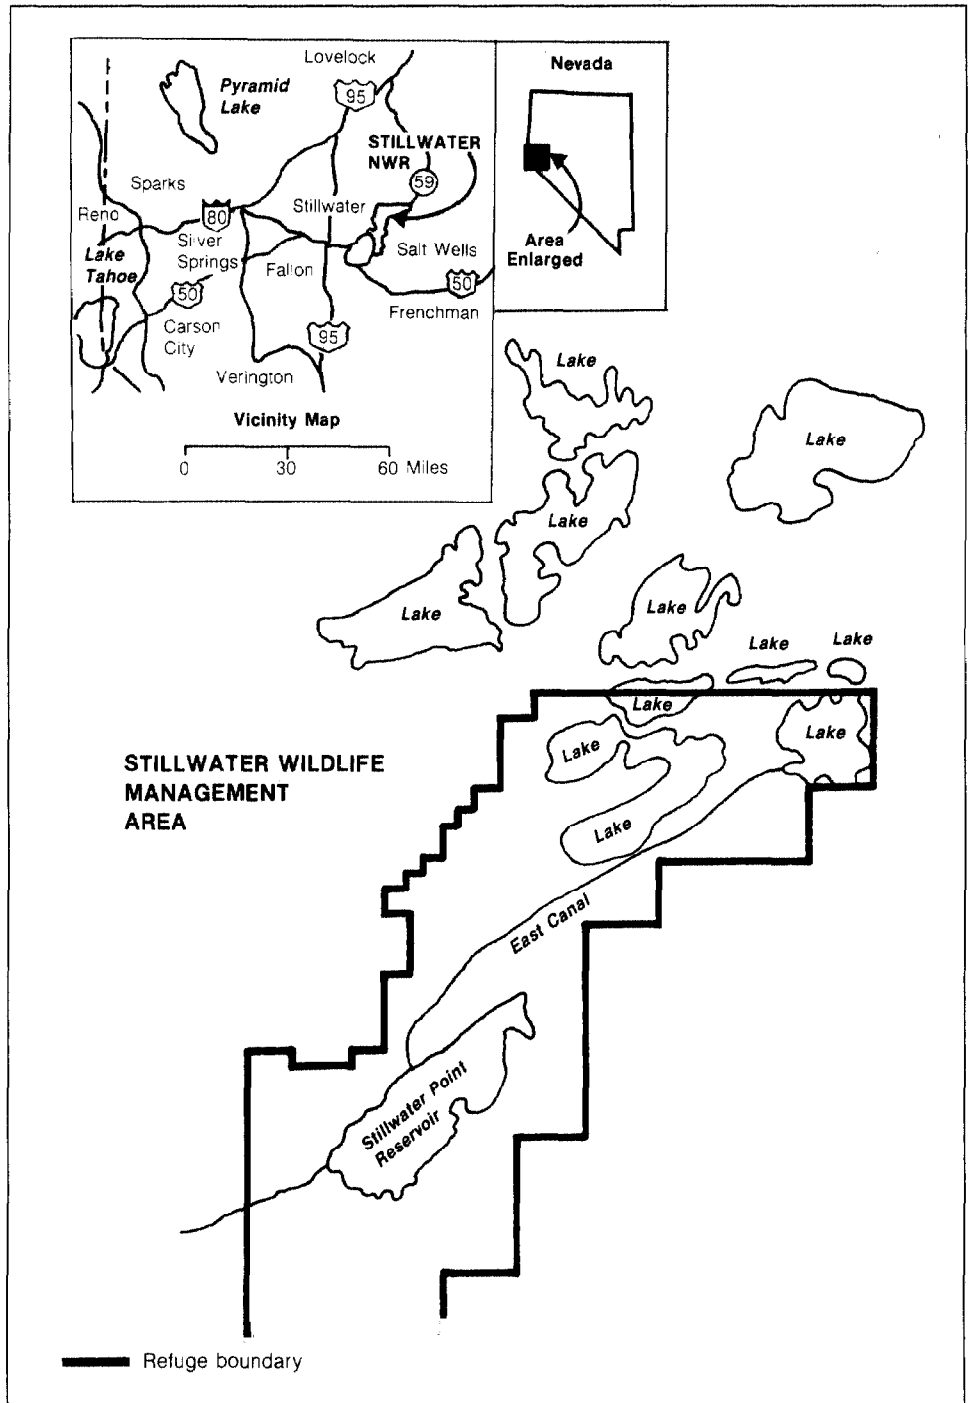 Lovelock
Pyramid
Lake
95
STILLWATER
NWR
59
Sparks
Reno
80
Stillwater
Silver
Springs
Lake
Tahoe
Fallon
Salt Wells
50
50
Frenchman
Carson
City
95
Verington
Vicinity Map
0 30 60 Miles
Nevada
Area
Enlarged
Lake
Lake
Lake
Lake
Lake
Lake
Lake
Lake
Lake
Lake
Lake
STILLWATER WILDLIFE
MANAGEMENT
AREA
Lake
East Canal
Stillwater Point
Reservoir
Refuge boundary